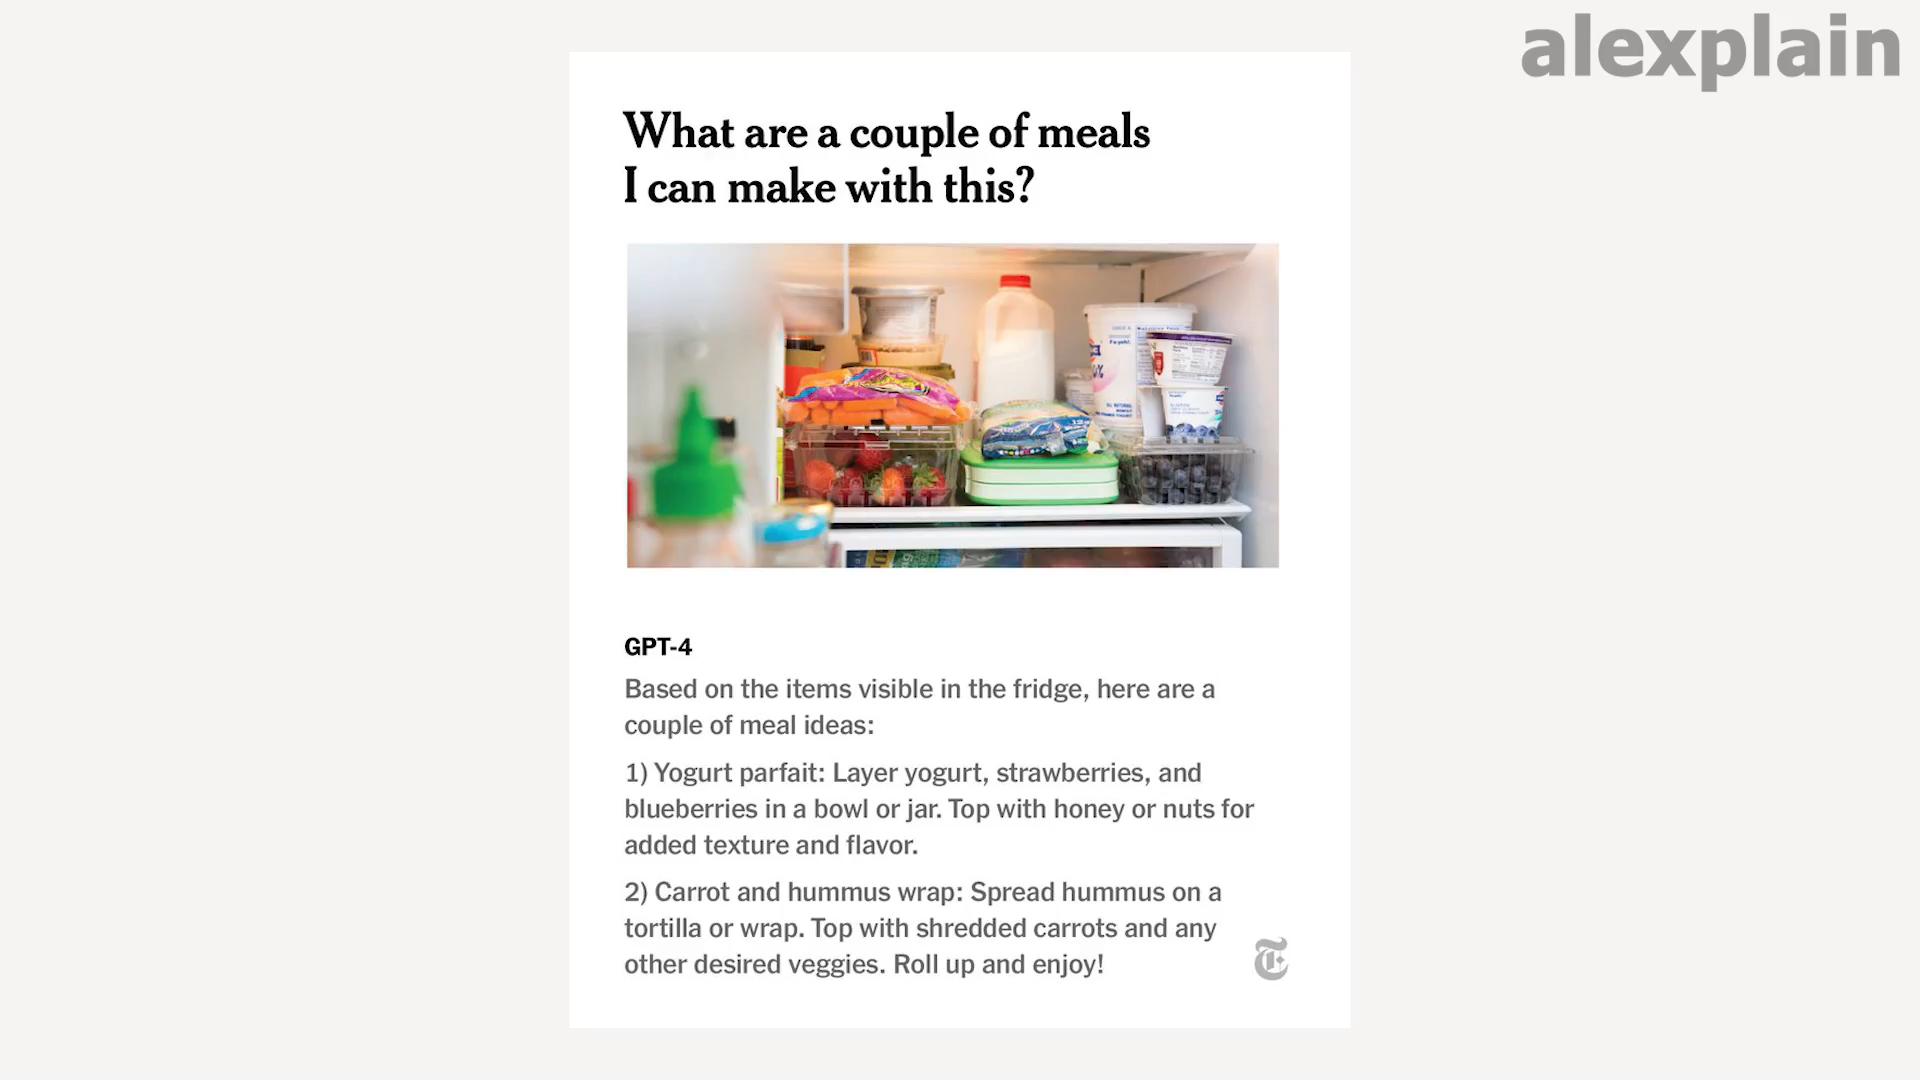 alexplain
What are a couple of meals
I can make with this?
GPT-4
Based on the items visible in the fridge, here are a
couple of meal ideas:
1) Yogurt parfait: Layer yogurt, strawberries, and
blueberries in a bowl or jar. Top with honey or nuts for
added texture and flavor.
2) Carrot and hummus wrap: Spread hummus on a
tortilla or wrap. Top with shredded carrots and any
other desired veggies. Roll up and enjoy!
T